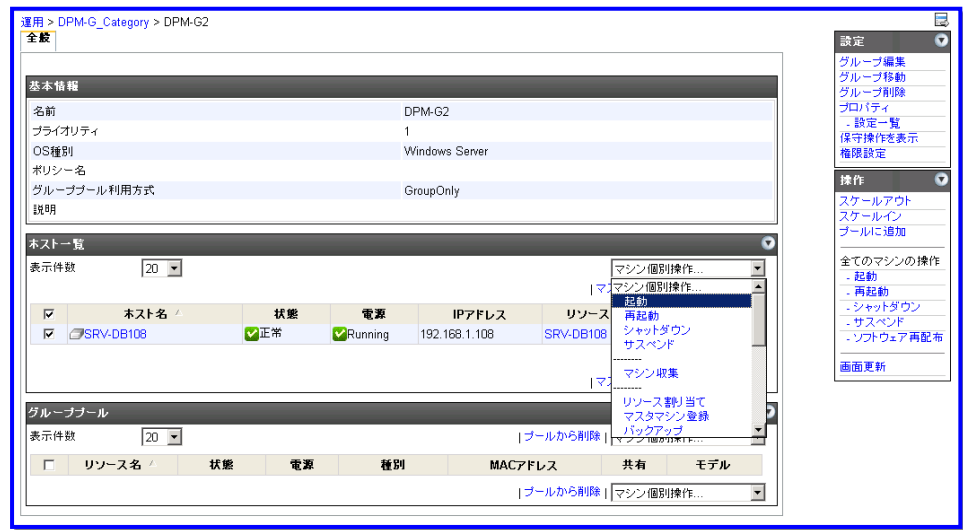 運用 > DPM-G_Category > DPM-G2
全般
基本情報
名前 DPM-G2
プライオリティ 1
OS種別 Windows Server
ポリシー名
グループプール利用方式 GroupOnly
説明
ホスト一覧
表示件数 20 マシン個別操作...
| マス
ホスト名 状態 電源 IPアドレス リソース
SRV-DB108 正常 Running 192.168.1.108 SRV-DB108
マシン個別操作...
起動
再起動
シャットダウン
サスペンド
--------
マシン収集
--------
リソース割り当て
マスタマシン登録
バックアップ
| マス
グループプール
表示件数 20 | プールから削除 | マシン個別操作...
リソース名 状態 電源 種別 MACアドレス 共有 モデル
| プールから削除 | マシン個別操作...
設定
グループ編集
グループ移動
グループ削除
プロパティ
- 設定一覧
保守操作を表示
権限設定
操作
スケールアウト
スケールイン
プールに追加
全てのマシンの操作
- 起動
- 再起動
- シャットダウン
- サスペンド
- ソフトウェア再配布
画面更新